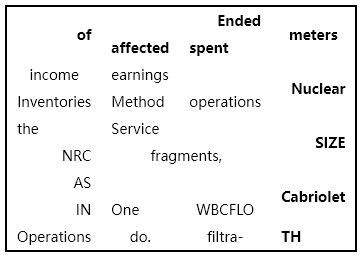 of affected Ended spent meters
income Inventories the earnings Method Service operations Nuclear
NRC fragments, SIZE
AS
IN Operations One do. WBCFLO filtra- Cabriolet TH